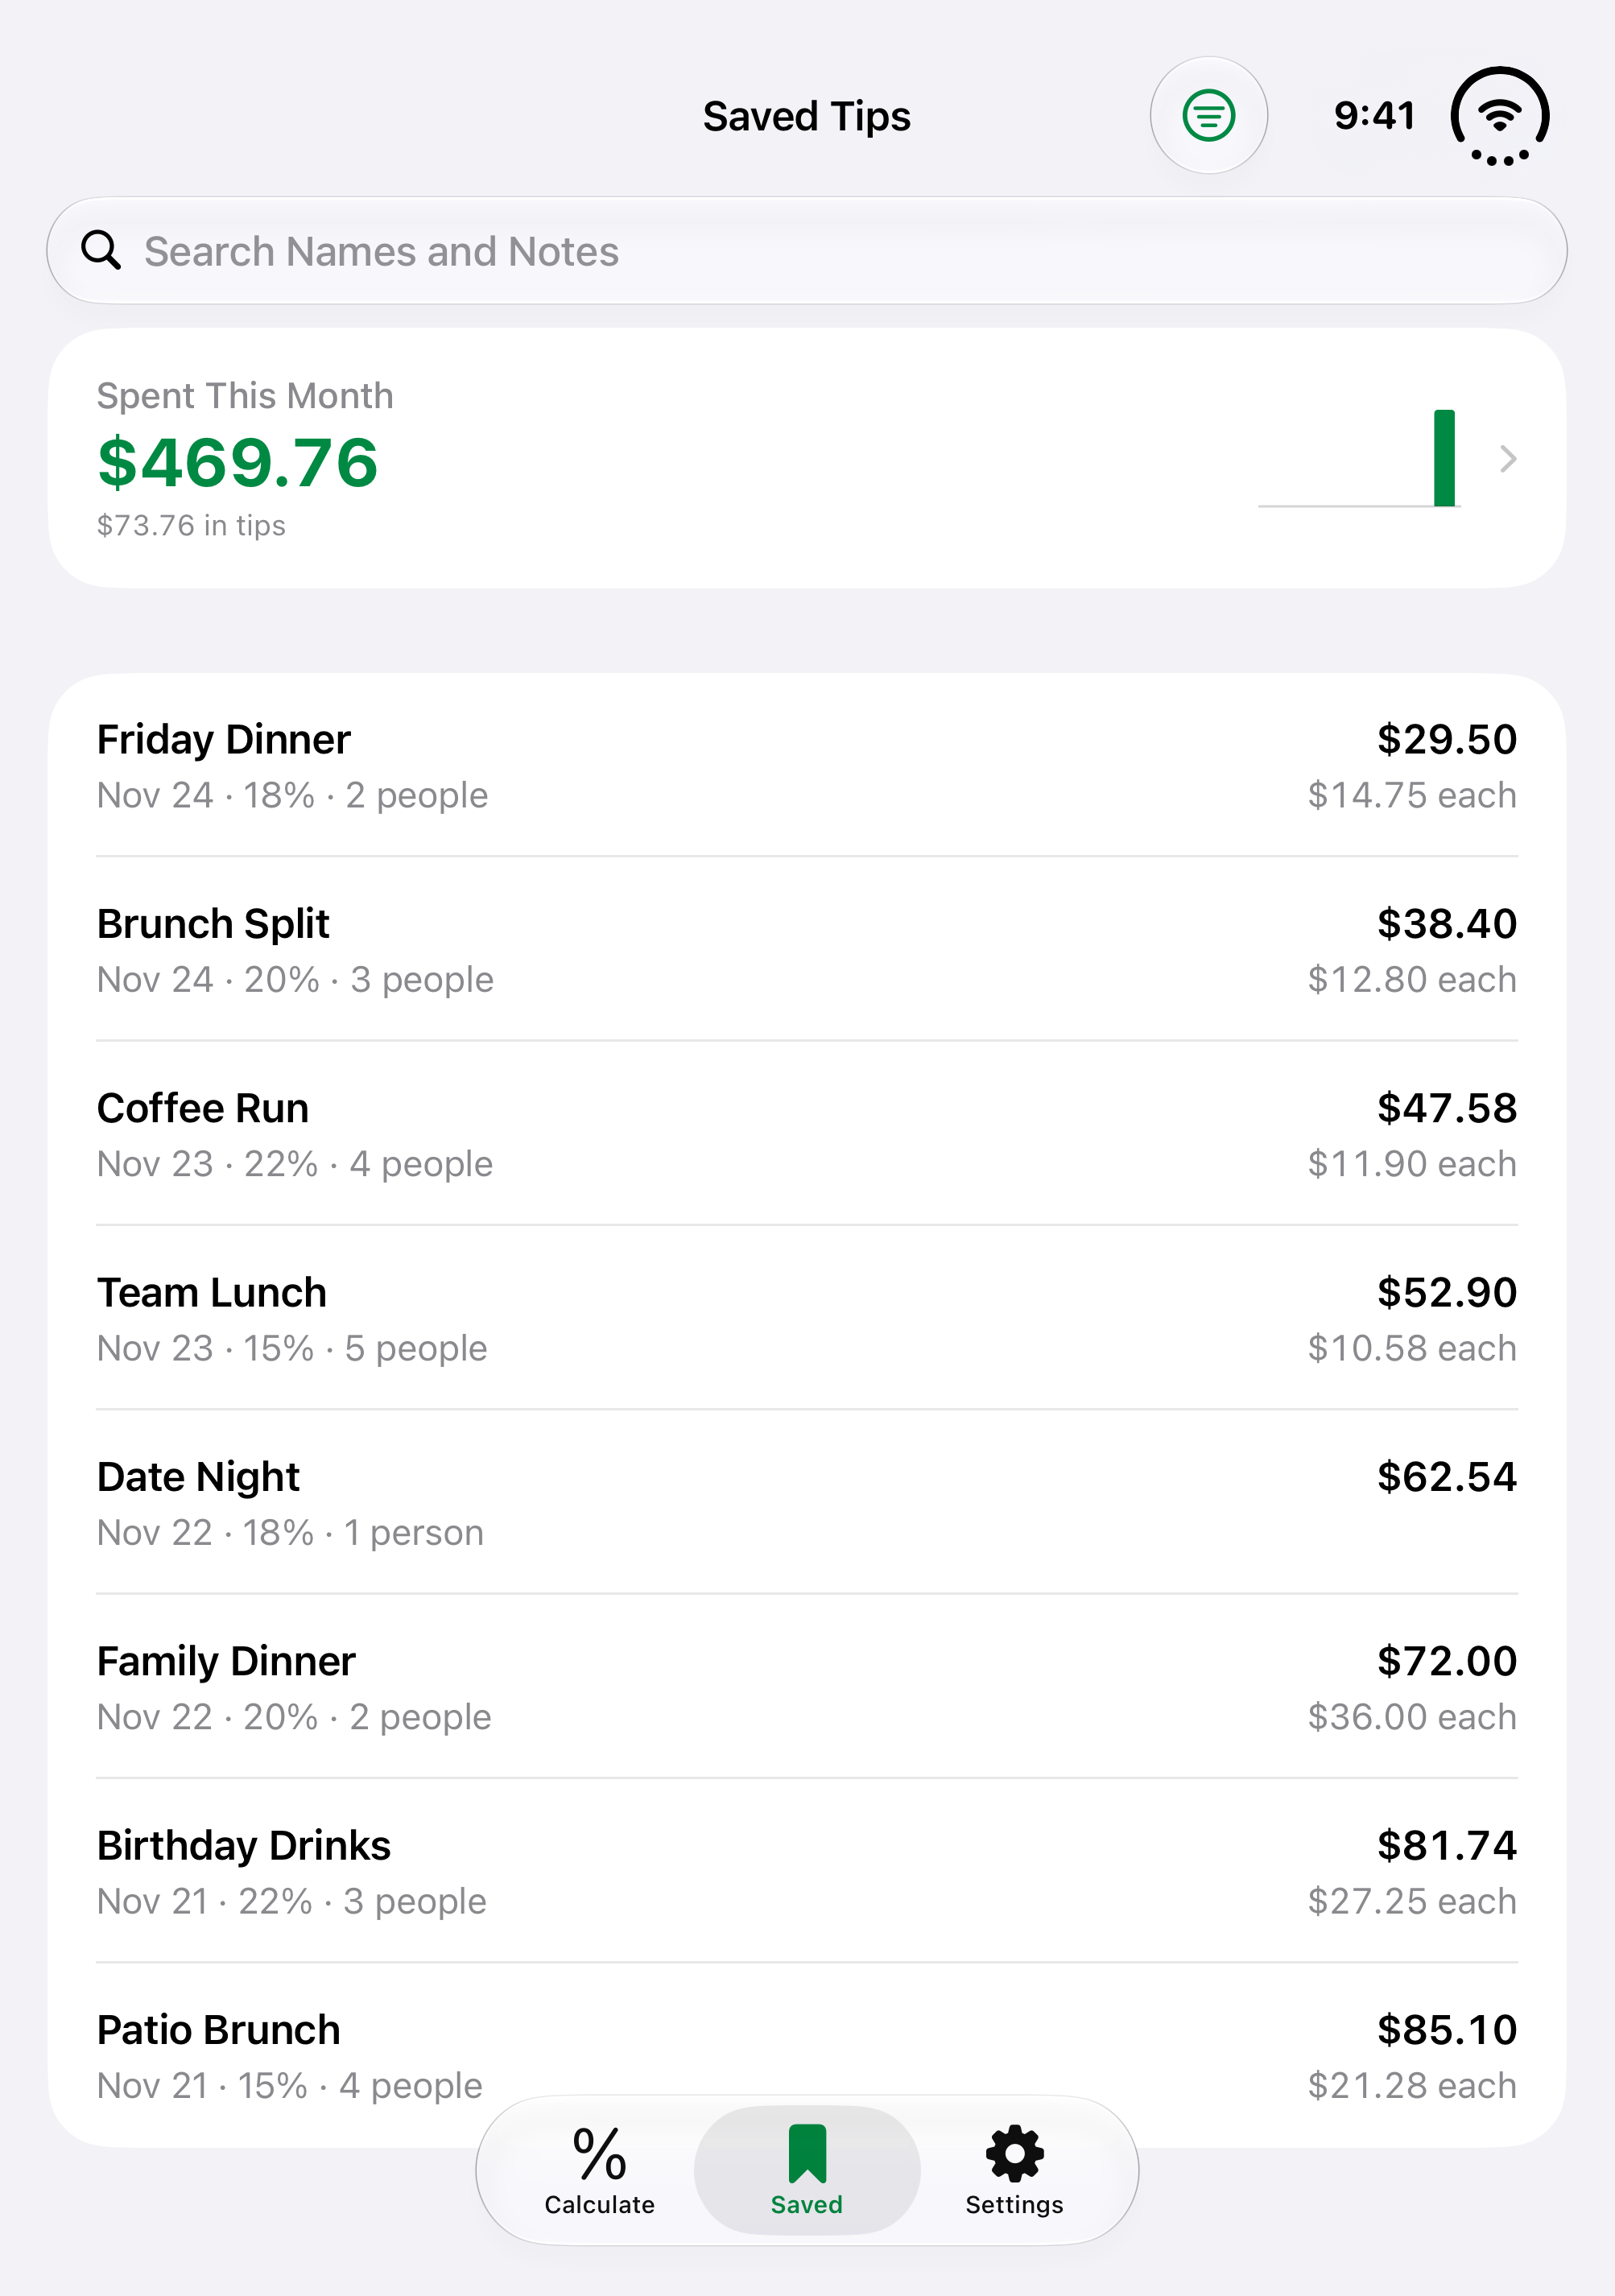 Saved Tips
9:41
Search Names and Notes
Spent This Month
$469.76
$73.76 in tips
Friday Dinner
$29.50
Nov 24 · 18% · 2 people
$14.75 each
Brunch Split
$38.40
Nov 24 · 20% · 3 people
$12.80 each
Coffee Run
$47.58
Nov 23 · 22% · 4 people
$11.90 each
Team Lunch
$52.90
Nov 23 · 15% · 5 people
$10.58 each
Date Night
$62.54
Nov 22 · 18% · 1 person
Family Dinner
$72.00
Nov 22 · 20% · 2 people
$36.00 each
Birthday Drinks
$81.74
Nov 21 · 22% · 3 people
$27.25 each
Patio Brunch
$85.10
Nov 21 · 15% · 4 people
$21.28 each
%
Calculate
Saved
Settings